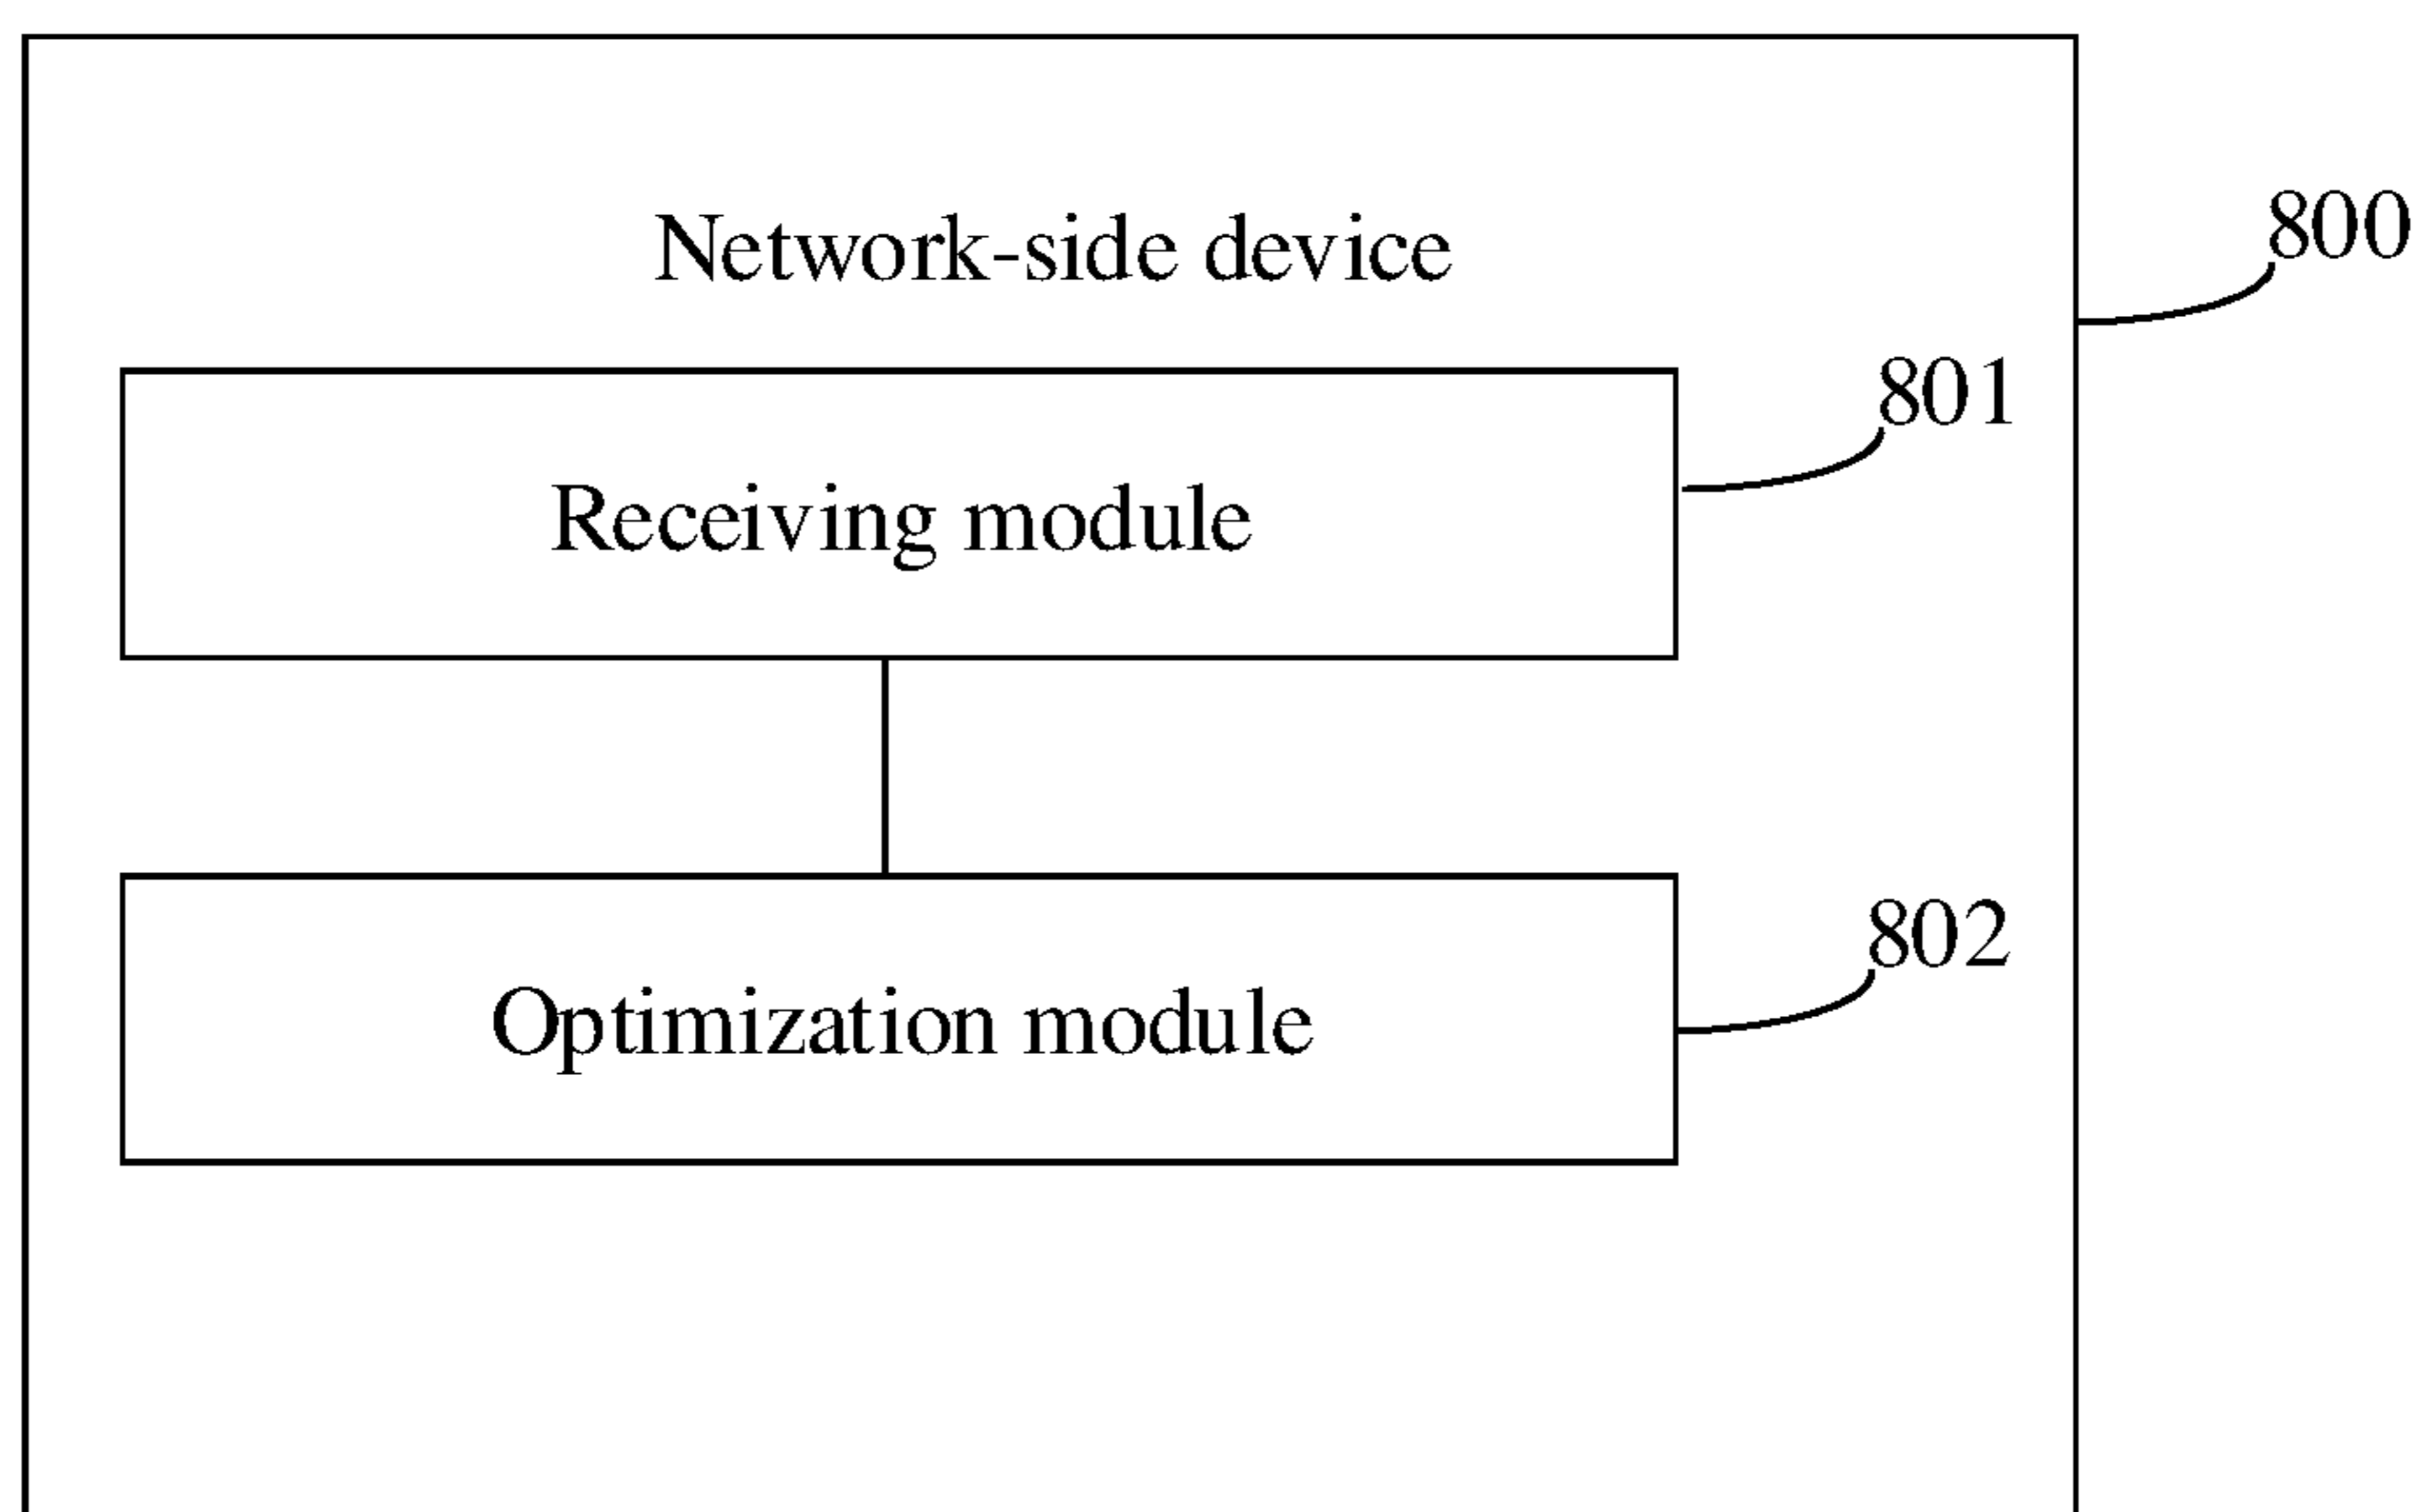 Network-side device
800
801
Receiving module
802
Optimization module